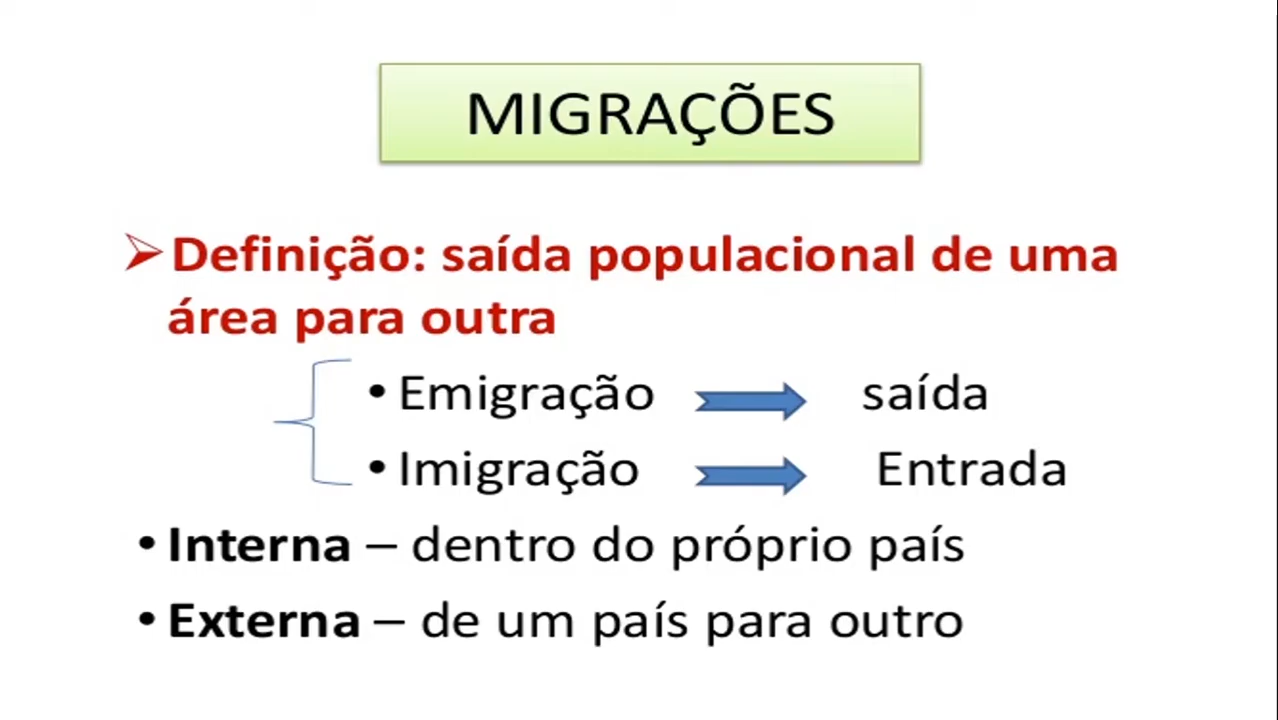 MIGRAÇÕES
Definição: saída populacional de uma
área para outra
• Emigração saída
• Imigração Entrada
• Interna – dentro do próprio país
• Externa – de um país para outro